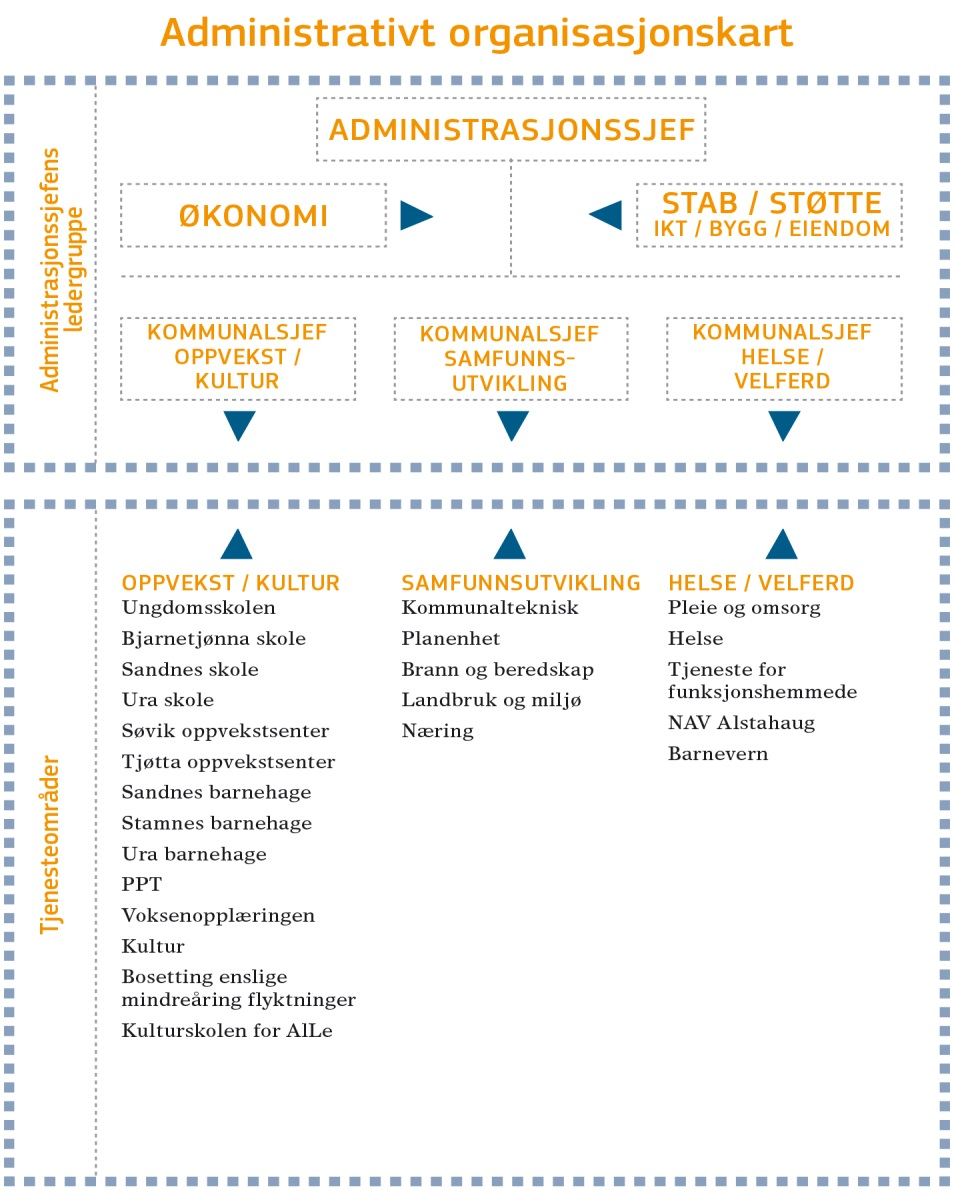 Administrativt organisasjonskart
Administrasjonssjefens
ledergruppe
ADMINISTRASJONSSJEF
ØKONOMI
STAB / STØTTE
IKT / BYGG / EIENDOM
KOMMUNALSJEF
OPPVEKST /
KULTUR
KOMMUNALSJEF
SAMFUNNS-
UTVIKLING
KOMMUNALSJEF
HELSE /
VELFERD
Tjenesteområder
OPPVEKST / KULTUR
Ungdomsskolen
Bjarnetjønna skole
Sandnes skole
Ura skole
Søvik oppvekstsenter
Tjøtta oppvekstsenter
Sandnes barnehage
Stamnes barnehage
Ura barnehage
PPT
Voksenopplæringen
Kultur
Bosetting enslige
mindreåring flyktninger
Kulturskolen for AlLe
SAMFUNNSUTVIKLING
Kommunalteknisk
Planenhet
Brann og beredskap
Landbruk og miljø
Næring
HELSE / VELFERD
Pleie og omsorg
Helse
Tjeneste for
funksjonshemmede
NAV Alstahaug
Barnevern